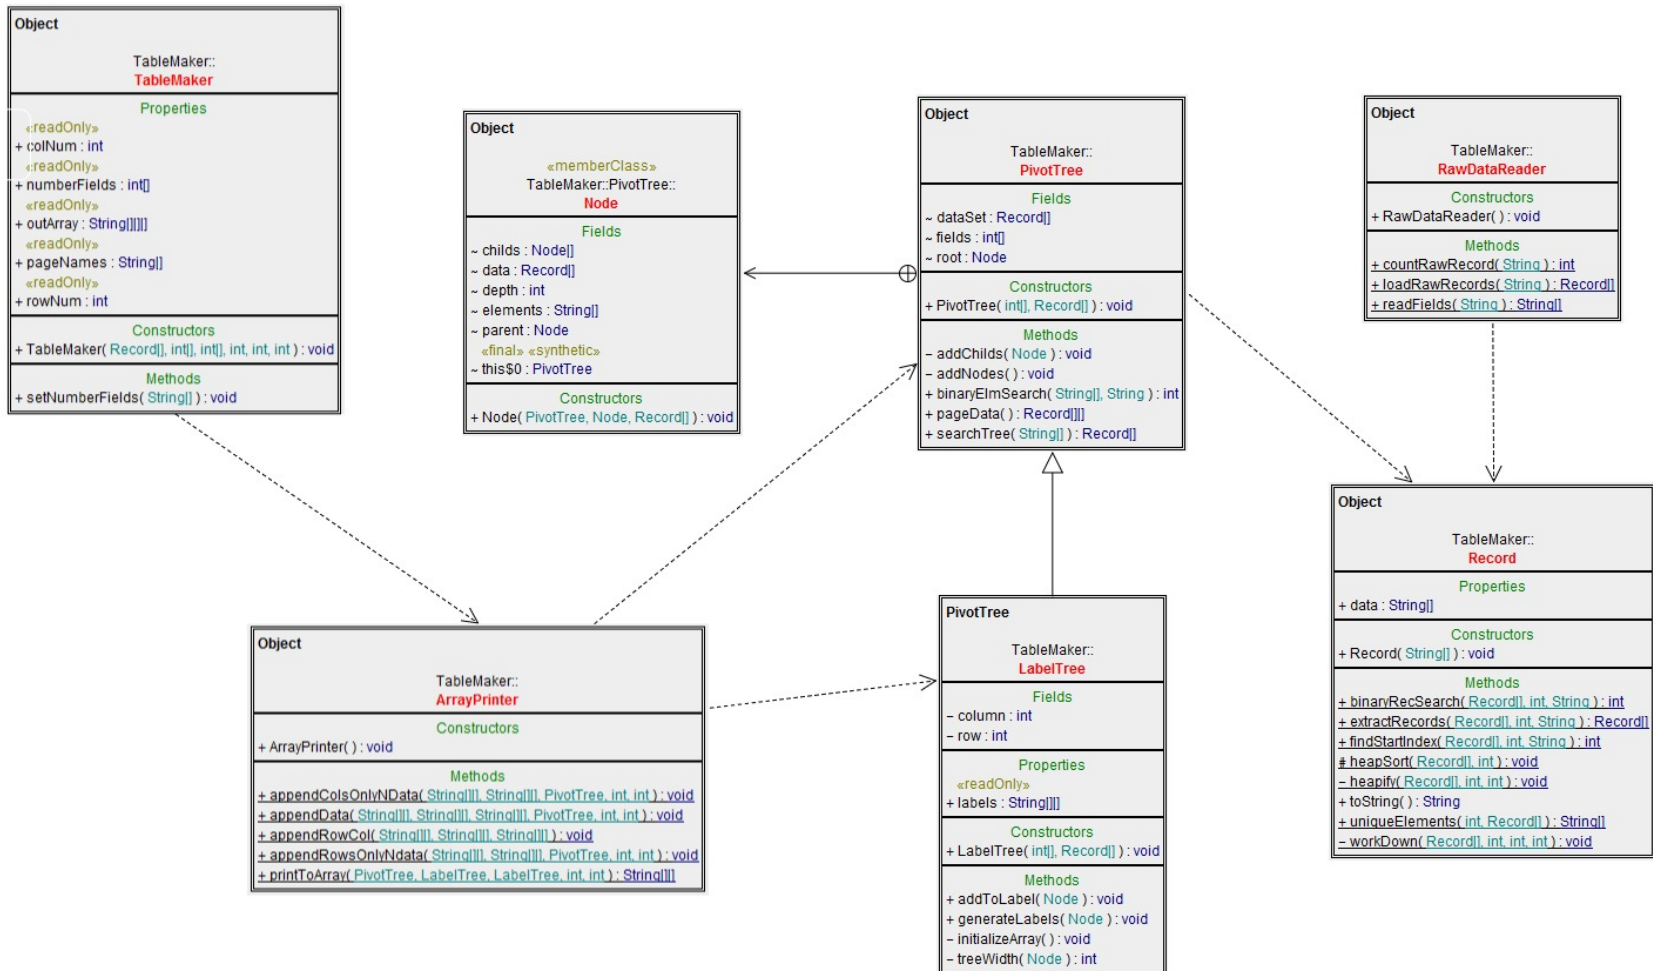 Object
TableMaker::
TableMaker
Properties
«readOnly»
+ colNum : int
«readOnly»
+ numberFields : int[]
«readOnly»
+ outArray : String[][][]
«readOnly»
+ pageNames : String[]
«readOnly»
+ rowNum : int
Constructors
+ TableMaker( Record[], int[], int[], int, int, int ) : void
Methods
+ setNumberFields( String[] ) : void
Object
«memberClass»
TableMaker::PivotTree::
Node
Fields
~ childs : Node[]
~ data : Record[]
~ depth : int
~ elements : String[]
~ parent : Node
«final» «synthetic»
~ this$0 : PivotTree
Constructors
+ Node( PivotTree, Node, Record[] ) : void
Object
TableMaker::
PivotTree
Fields
~ dataSet : Record[]
~ fields : int[]
~ root : Node
Constructors
+ PivotTree( int[], Record[] ) : void
Methods
− addChilds( Node ) : void
− addNodes( ) : void
+ binaryElmSearch( String[], String ) : int
+ pageData( ) : Record[][]
+ searchTree( String[] ) : Record[]
Object
TableMaker::
RawDataReader
Constructors
+ RawDataReader( ) : void
Methods
+ countRawRecord( String ) : int
+ loadRawRecords( String ) : Record[]
+ readFields( String ) : String[]
Object
TableMaker::
ArrayPrinter
Constructors
+ ArrayPrinter( ) : void
Methods
+ appendColsOnlyNData( String[][], String[][], PivotTree, int, int ) : void
+ appendData( String[][], String[][], String[][], PivotTree, int, int ) : void
+ appendRowCol( String[][], String[][], String[][] ) : void
+ appendRowsOnlyNdata( String[][], String[][], PivotTree, int, int ) : void
+ printToArray( PivotTree, LabelTree, LabelTree, int, int ) : String[][]
PivotTree
TableMaker::
LabelTree
Fields
− column : int
− row : int
Properties
«readOnly»
+ labels : String[][]
Constructors
+ LabelTree( int[], Record[] ) : void
Methods
+ addToLabel( Node ) : void
+ generateLabels( Node ) : void
− initializeArray( ) : void
− treeWidth( Node ) : int
Object
TableMaker::
Record
Properties
+ data : String[]
Constructors
+ Record( String[] ) : void
Methods
+ binaryRecSearch( Record[], int, String ) : int
+ extractRecords( Record[], int, String ) : Record[]
+ findStartIndex( Record[], int, String ) : int
# heapSort( Record[], int ) : void
− heapify( Record[], int, int ) : void
+ toString( ) : String
+ uniqueElements( int, Record[] ) : String[]
− workDown( Record[], int, int, int ) : void